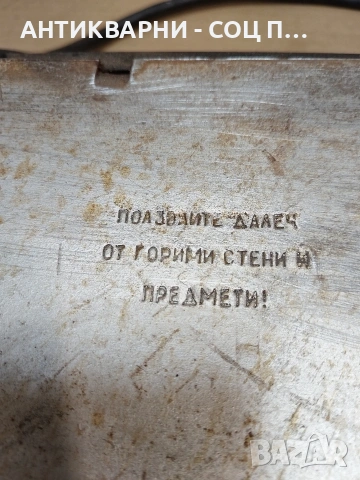 АНТИКВАРНИ - СОЦ П...
ПОЛЗВАЙТЕ ДАЛЕЧ
ОТ ГОРИМИ СТЕНИ И
ПРЕДМЕТИ!
BAZAR